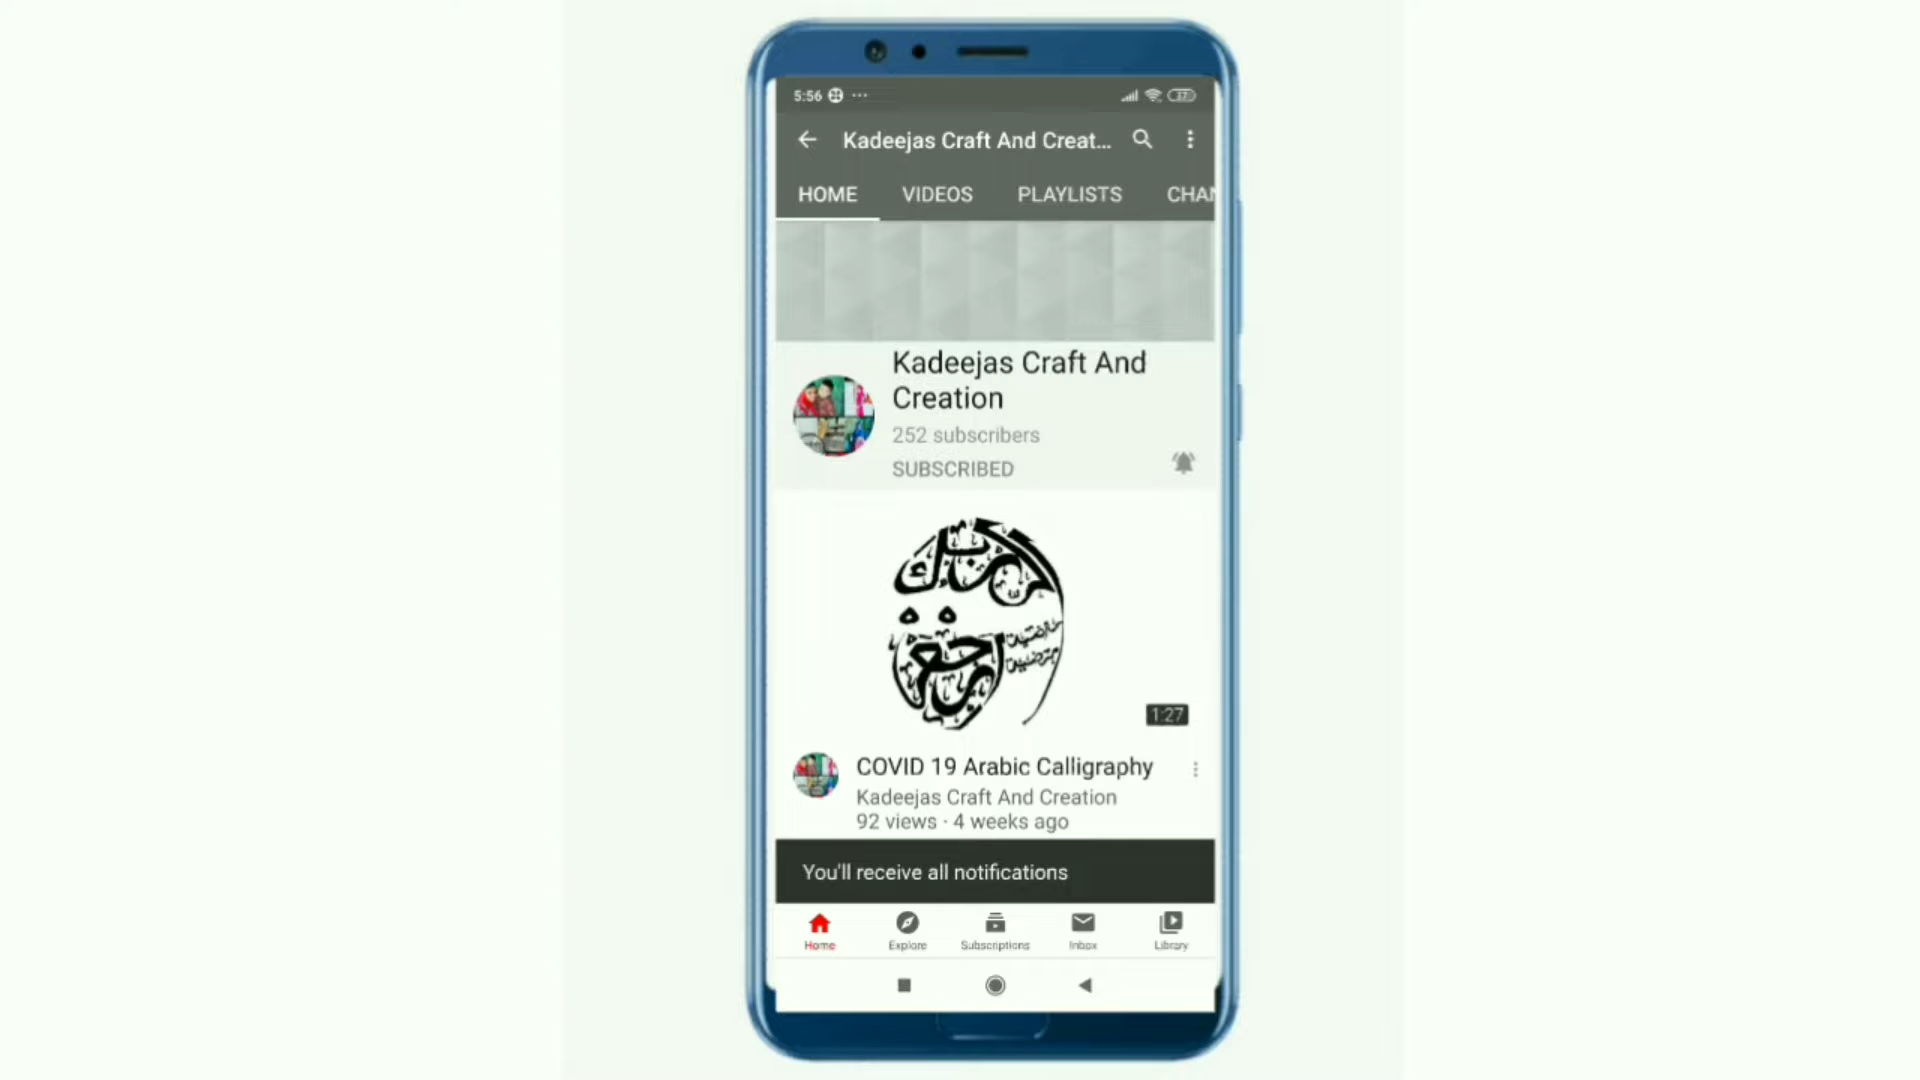 5:56
37
Kadeejas Craft And Creat...
HOME VIDEOS PLAYLISTS CHAN
Kadeejas Craft And
Creation
252 subscribers
SUBSCRIBED
1:27
COVID 19 Arabic Calligraphy
Kadeejas Craft And Creation
92 views · 4 weeks ago
You'll receive all notifications
Home Explore Subscriptions Inbox Library